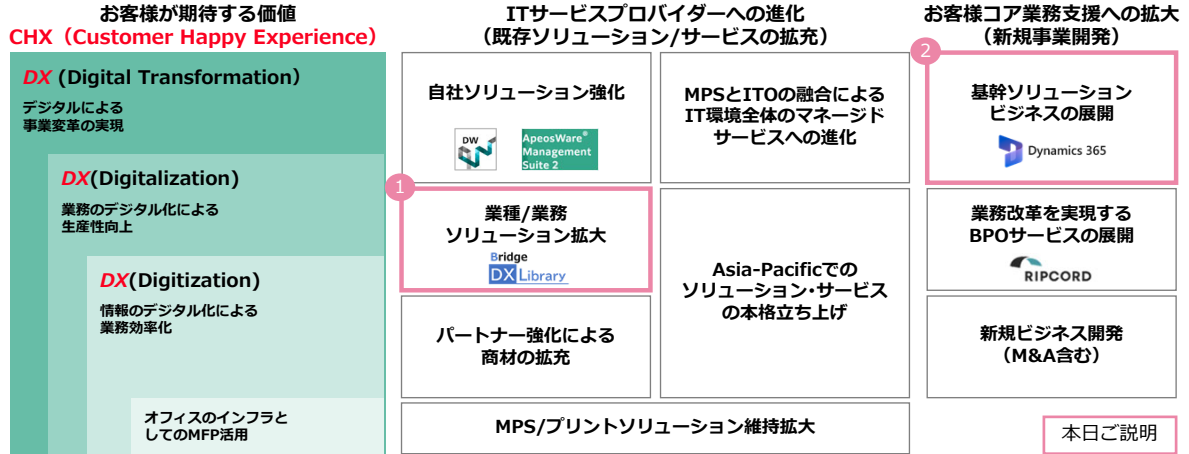 お客様が期待する価値
CHX（Customer Happy Experience）
DX (Digital Transformation）
デジタルによる
事業変革の実現
DX(Digitalization)
業務のデジタル化による
生産性向上
DX(Digitization)
情報のデジタル化による
業務効率化
オフィスのインフラと
してのMFP活用
ITサービスプロバイダーへの進化
（既存ソリューション/サービスの拡充）
自社ソリューション強化
DW
ApeosWare®
Management
Suite 2
MPSとITOの融合による
IT環境全体のマネージド
サービスへの進化
1
業種/業務
ソリューション拡大
Bridge
DX Library
Asia-Pacificでの
ソリューション・サービス
の本格立ち上げ
パートナー強化による
商材の拡充
MPS/プリントソリューション維持拡大
お客様コア業務支援への拡大
（新規事業開発）
2
基幹ソリューション
ビジネスの展開
Dynamics 365
業務改革を実現する
BPOサービスの展開
RIPCORD
新規ビジネス開発
（M&A含む）
本日ご説明